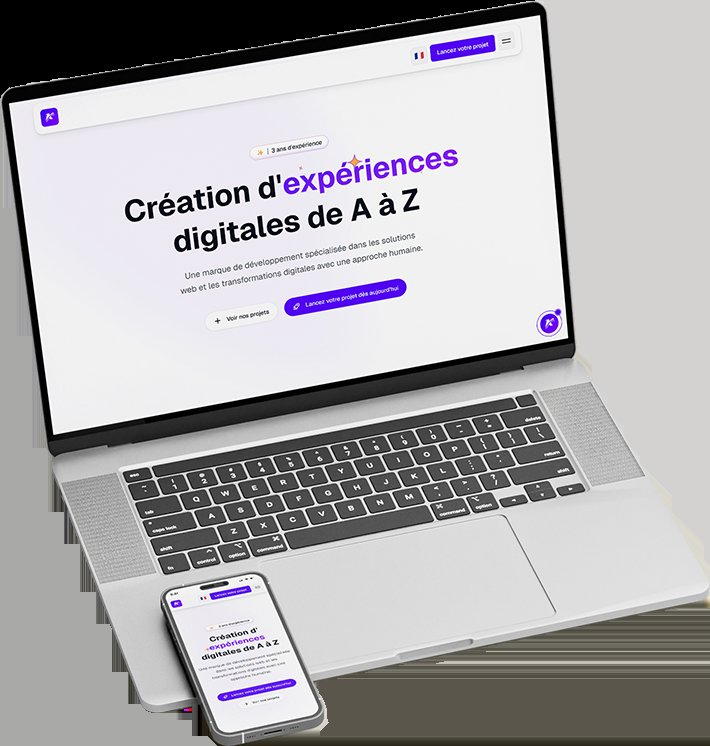 Lancez votre projet
3 ans d'expérience
Création d'expériences
digitales de A à Z
Une marque de développement spécialisée dans les solutions
web et les transformations digitales avec une approche humaine.
Voir nos projets
Lancez votre projet dès aujourd'hui
esc
delete
tab
Q W E R T Y U I O P
caps lock
A S D F G H J K L
return
shift
Z X C V B N M
shift
fn
control
option
command
command
option
9:41
Lancez votre projet
3 ans d'expérience
Création d'
expériences
digitales de A à Z
Une marque de développement spécialisée
dans les solutions web et les
transformations digitales avec une
approche humaine.
Lancez votre projet dès aujourd'hui
Voir nos projets